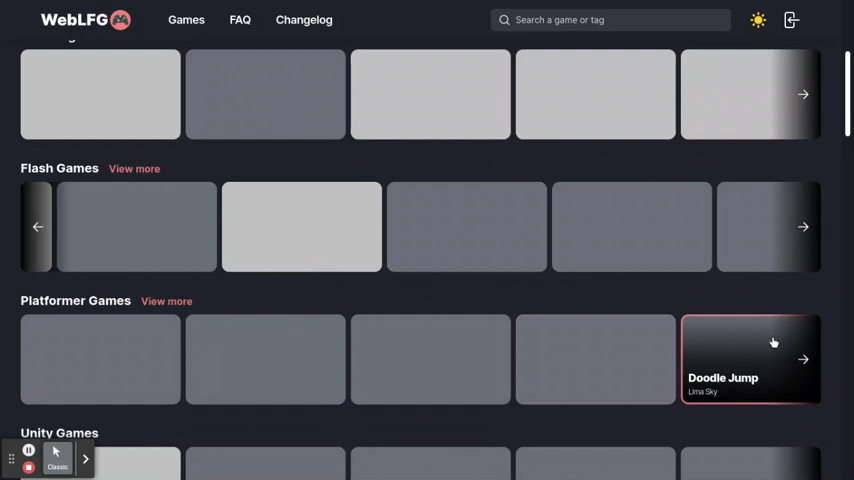 WebLFG
Games
FAQ
Changelog
Search a game or tag
Flash Games
View more
Platformer Games
View more
Doodle Jump
Lima Sky
Unity Games
Classic